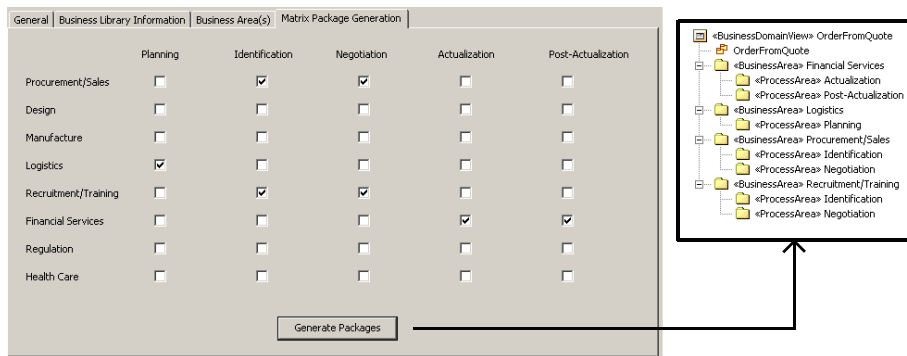 General Business Library Information Business Area(s) Matrix Package Generation
Planning Identification Negotiation Actualization Post-Actualization
Procurement/Sales
Design
Manufacture
Logistics
Recruitment/Training
Financial Services
Regulation
Health Care
Generate Packages
«BusinessDomainView» OrderFromQuote
OrderFromQuote
«BusinessArea» Financial Services
«ProcessArea» Actualization
«ProcessArea» Post-Actualization
«BusinessArea» Logistics
«ProcessArea» Planning
«BusinessArea» Procurement/Sales
«ProcessArea» Identification
«ProcessArea» Negotiation
«BusinessArea» Recruitment/Training
«ProcessArea» Identification
«ProcessArea» Negotiation